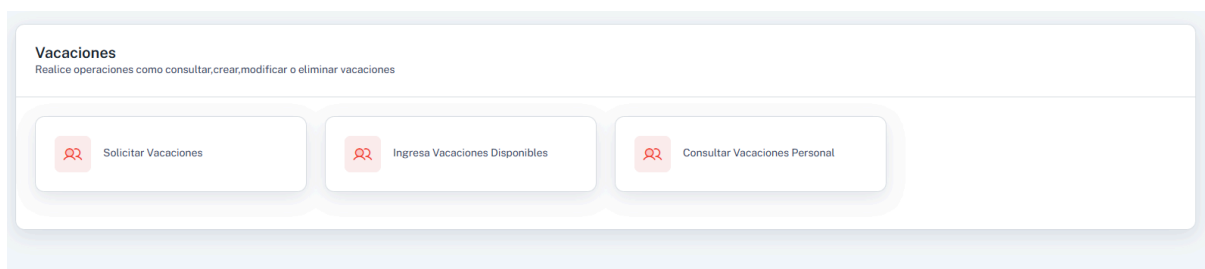 Vacaciones
Realice operaciones como consultar,crear,modificar o eliminar vacaciones
Solicitar Vacaciones
Ingresa Vacaciones Disponibles
Consultar Vacaciones Personal